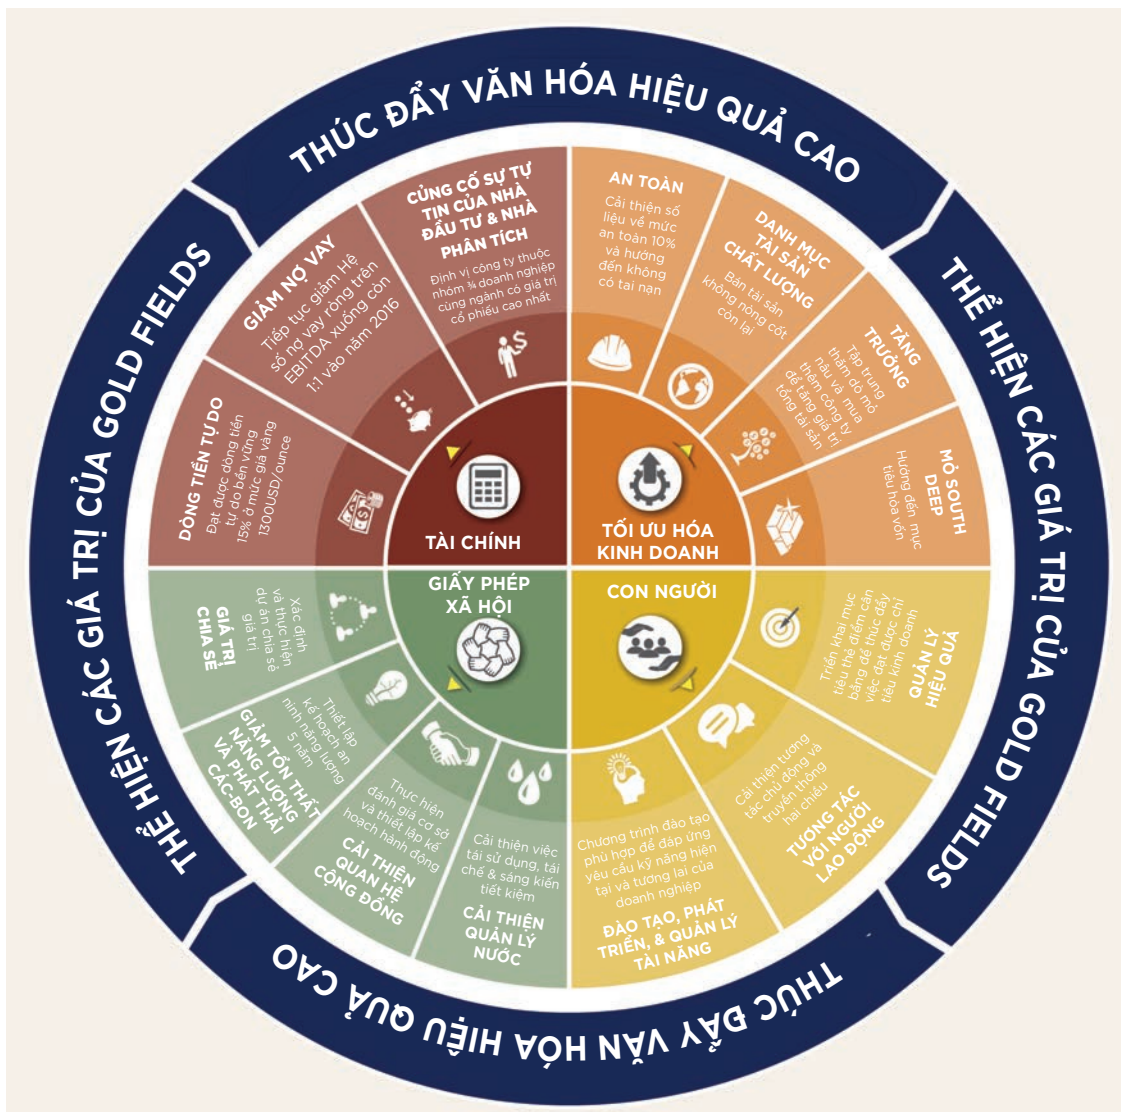 THÚC ĐẨY VĂN HÓA HIỆU QUẢ CAO
THỂ HIỆN CÁC GIÁ TRỊ CỦA GOLD FIELDS
THÚC ĐẨY VĂN HÓA HIỆU QUẢ CAO
THỂ HIỆN CÁC GIÁ TRỊ CỦA GOLD FIELDS
TÀI CHÍNH
DÒNG TIỀN TỰ DO
Đạt được dòng tiền
tự do bền vững
15% ở mức giá vàng
1300USD/ounce
GIẢM NỢ VAY
Tiếp tục giảm Hệ
số nợ vay ròng trên
EBITDA xuống còn
1:1 vào năm 2016
CỦNG CỐ SỰ TỰ
TIN CỦA NHÀ
ĐẦU TƯ & NHÀ
PHÂN TÍCH
Định vị công ty thuộc
nhóm ¾ doanh nghiệp
cùng ngành có giá trị
cổ phiếu cao nhất
TỐI ƯU HÓA
KINH DOANH
AN TOÀN
Cải thiện số
liệu về mức
an toàn 10%
và hướng
đến không
có tai nạn
DANH MỤC
TÀI SẢN
CHẤT LƯỢNG
Bán tài sản
không nòng cốt
còn lại
TĂNG
TRƯỞNG
Tập trung
thăm dò mỏ
nâu và mua
thêm công ty
để tăng giá trị
tổng tài sản
MỎ SOUTH
DEEP
Hướng đến mục
tiêu hòa vốn
CON NGƯỜI
Triển khai mục
tiêu thẻ điểm cân
bằng để thúc đẩy
việc đạt được chỉ
tiêu kinh doanh
QUẢN LÝ
HIỆU QUẢ
Cải thiện tương
tác chủ động và
truyền thông
hai chiều
TƯƠNG TÁC
VỚI NGƯỜI
LAO ĐỘNG
Chương trình đào tạo
phù hợp để đáp ứng
yêu cầu kỹ năng hiện
tại và tương lai của
doanh nghiệp
ĐÀO TẠO, PHÁT
TRIỂN, & QUẢN LÝ
TÀI NĂNG
GIẤY PHÉP
XÃ HỘI
Cải thiện việc
tái sử dụng, tái
chế & sáng kiến
tiết kiệm
CẢI THIỆN
QUẢN LÝ
NƯỚC
Thực hiện
đánh giá cơ sở
và thiết lập kế
hoạch hành động
CẢI THIỆN
QUAN HỆ
CỘNG ĐỒNG
Thiết lập
kế hoạch an
ninh năng lượng
5 năm
GIẢM TỔN THẤT
NĂNG LƯỢNG
VÀ PHÁT THẢI
CÁC-BON
Xác định
và thực hiện
dự án chia sẻ
giá trị
GIÁ TRỊ
CHIA SẺ